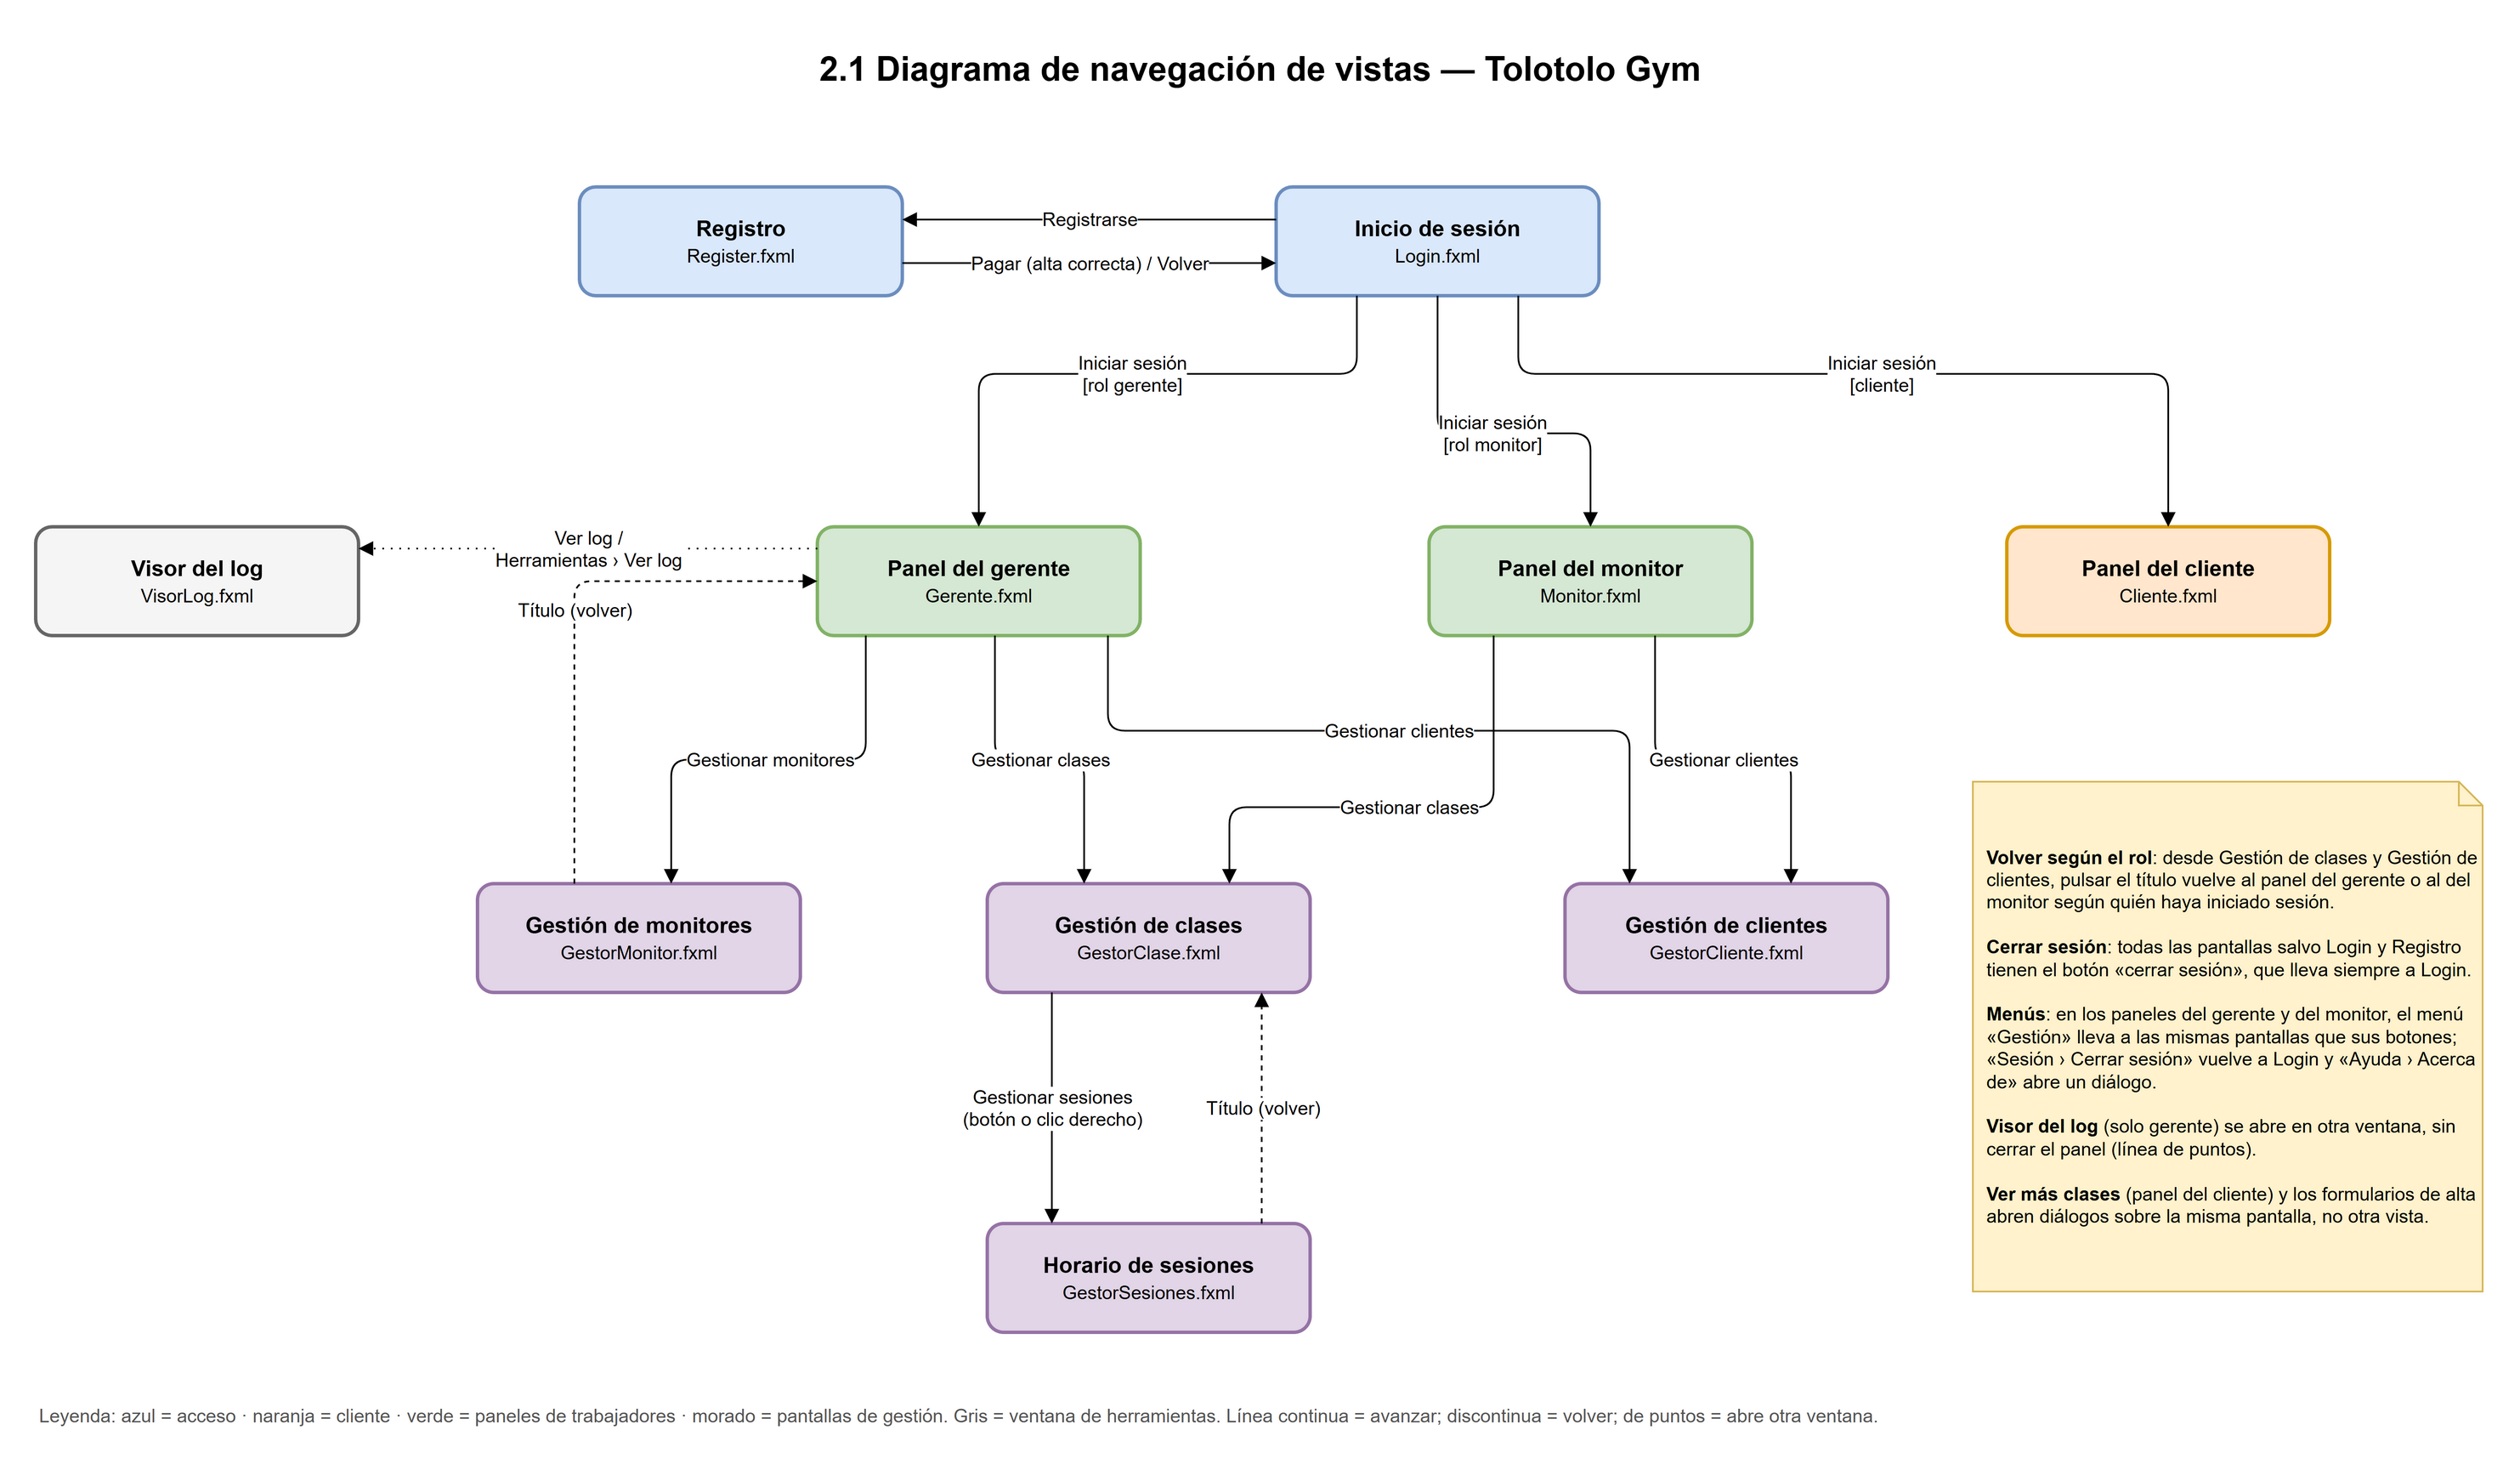 2.1 Diagrama de navegación de vistas — Tolotolo Gym
Registro
Register.fxml
Registrarse
Pagar (alta correcta) / Volver
Inicio de sesión
Login.fxml
Iniciar sesión
[rol gerente]
Iniciar sesión
[rol monitor]
Iniciar sesión
[cliente]
Visor del log
VisorLog.fxml
Ver log /
Herramientas › Ver log
Título (volver)
Panel del gerente
Gerente.fxml
Panel del monitor
Monitor.fxml
Panel del cliente
Cliente.fxml
Gestionar monitores
Gestionar clases
Gestionar clientes
Gestionar clases
Gestionar clientes
Gestión de monitores
GestorMonitor.fxml
Gestión de clases
GestorClase.fxml
Gestión de clientes
GestorCliente.fxml
Gestionar sesiones
(botón o clic derecho)
Título (volver)
Horario de sesiones
GestorSesiones.fxml
Volver según el rol: desde Gestión de clases y Gestión de
clientes, pulsar el título vuelve al panel del gerente o al del
monitor según quién haya iniciado sesión.
Cerrar sesión: todas las pantallas salvo Login y Registro
tienen el botón «cerrar sesión», que lleva siempre a Login.
Menús: en los paneles del gerente y del monitor, el menú
«Gestión» lleva a las mismas pantallas que sus botones;
«Sesión › Cerrar sesión» vuelve a Login y «Ayuda › Acerca
de» abre un diálogo.
Visor del log (solo gerente) se abre en otra ventana, sin
cerrar el panel (línea de puntos).
Ver más clases (panel del cliente) y los formularios de alta
abren diálogos sobre la misma pantalla, no otra vista.
Leyenda: azul = acceso · naranja = cliente · verde = paneles de trabajadores · morado = pantallas de gestión. Gris = ventana de herramientas. Línea continua = avanzar; discontinua = volver; de puntos = abre otra ventana.